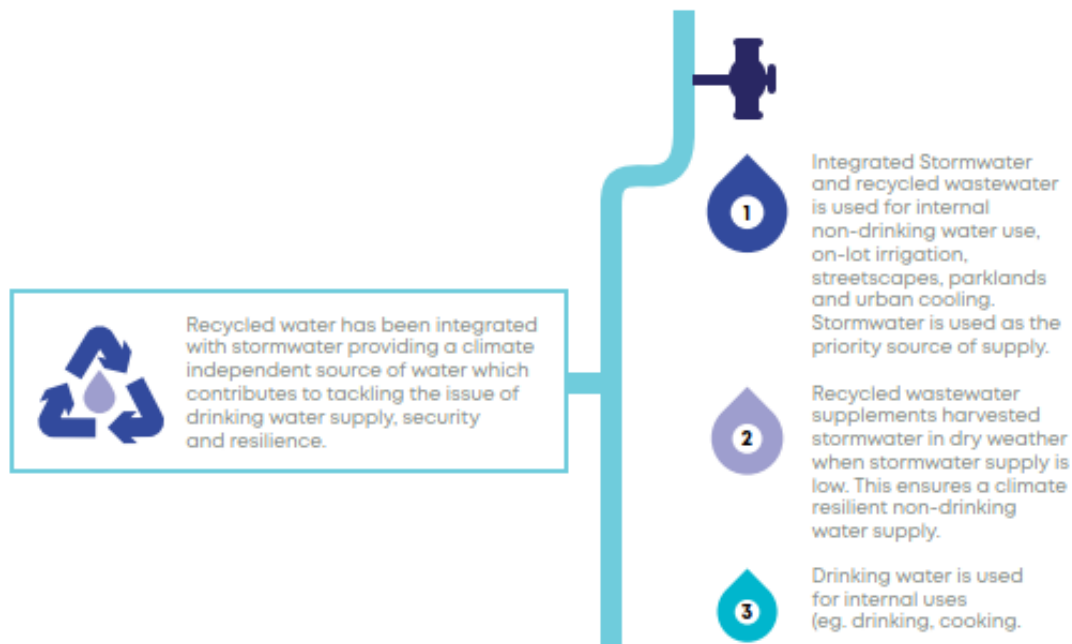 1
Integrated Stormwater
and recycled wastewater
is used for internal
non-drinking water use,
on-lot irrigation,
streetscapes, parklands
and urban cooling.
Stormwater is used as the
priority source of supply.
Recycled water has been integrated
with stormwater providing a climate
independent source of water which
contributes to tackling the issue of
drinking water supply, security
and resilience.
2
Recycled wastewater
supplements harvested
stormwater in dry weather
when stormwater supply is
low. This ensures a climate
resilient non-drinking
water supply.
3
Drinking water is used
for internal uses
(eg. drinking, cooking.